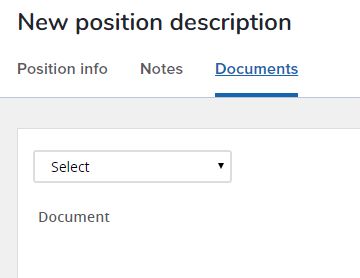 New position description
Position info Notes Documents
Select
Document